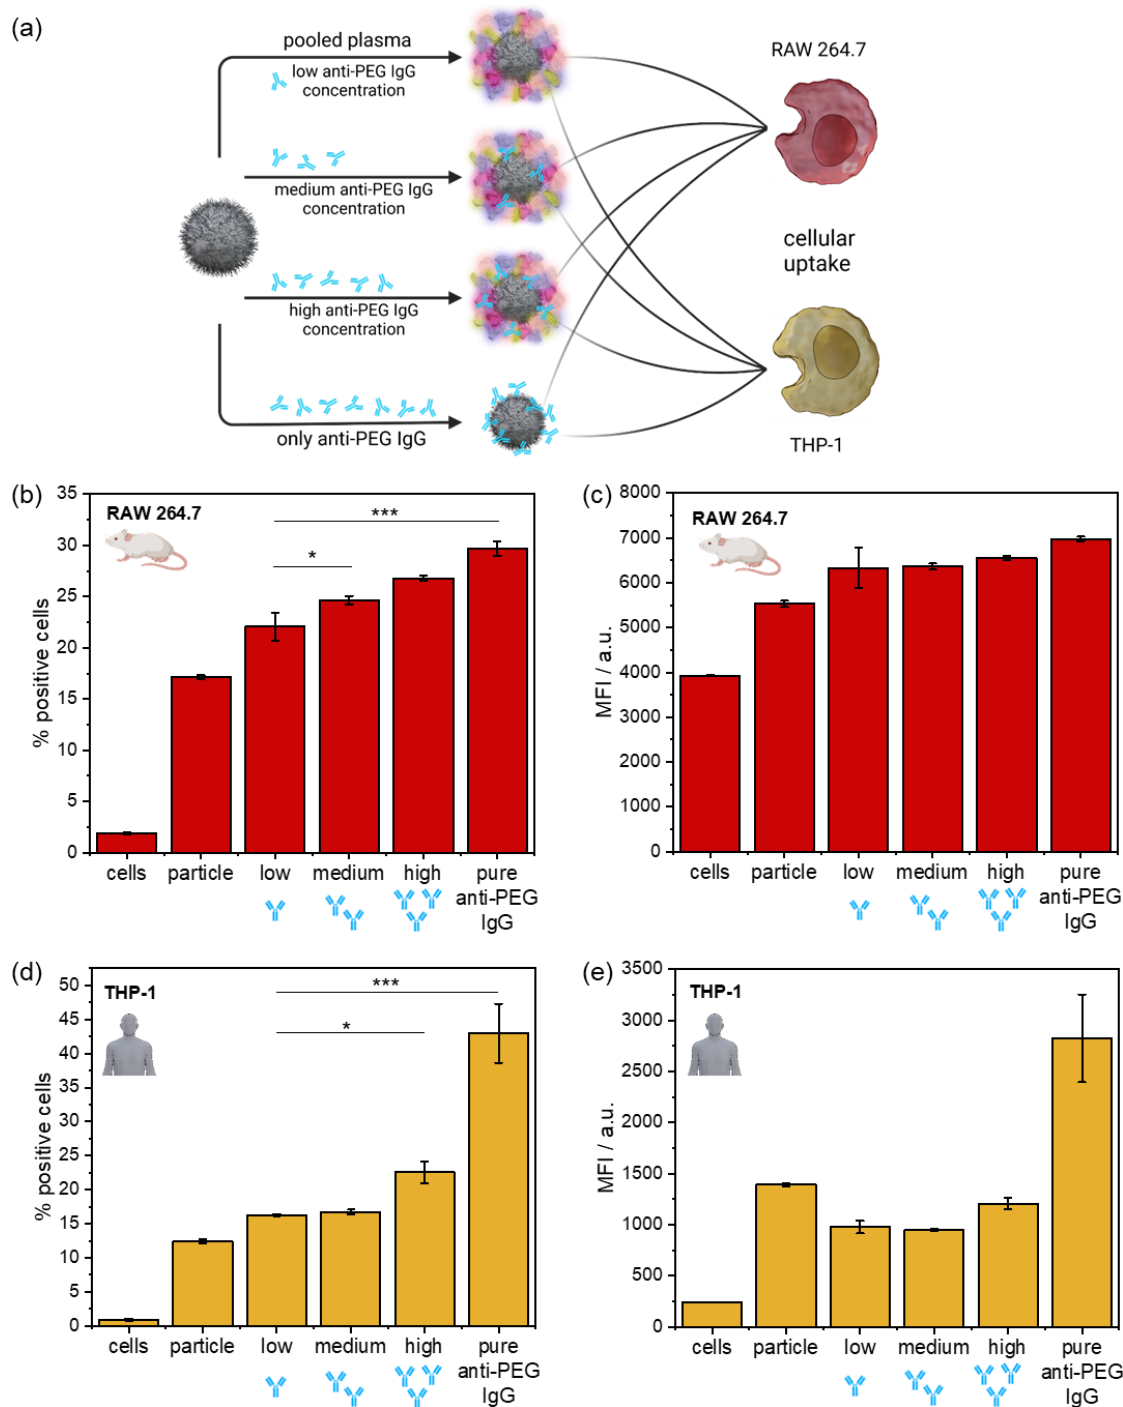 (a)
pooled plasma
low anti-PEG IgG
concentration
medium anti-PEG IgG
concentration
high anti-PEG IgG
concentration
only anti-PEG IgG
RAW 264.7
cellular
uptake
THP-1
(b)
35
30
25
20
15
10
5
0
% positive cells
RAW 264.7
***
*
cells
particle
low
medium
high
pure
anti-PEG
IgG
(c)
8000
7000
6000
5000
4000
3000
2000
1000
0
MFI / a.u.
RAW 264.7
cells
particle
low
medium
high
pure
anti-PEG
IgG
(d)
50
45
40
35
30
25
20
15
10
5
0
% positive cells
THP-1
***
*
cells
particle
low
medium
high
pure
anti-PEG
IgG
(e)
3500
3000
2500
2000
1500
1000
500
0
MFI / a.u.
THP-1
cells
particle
low
medium
high
pure
anti-PEG
IgG